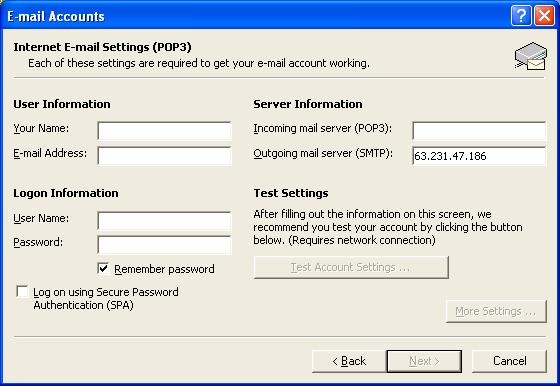 E-mail Accounts
Internet E-mail Settings (POP3)
Each of these settings are required to get your e-mail account working.
User Information
Your Name:
E-mail Address:
Server Information
Incoming mail server (POP3):
Outgoing mail server (SMTP):
63.231.47.186
Logon Information
User Name:
Password:
Remember password
Log on using Secure Password
Authentication (SPA)
Test Settings
After filling out the information on this screen, we
recommend you test your account by clicking the button
below. (Requires network connection)
Test Account Settings ...
More Settings ...
< Back
Next >
Cancel